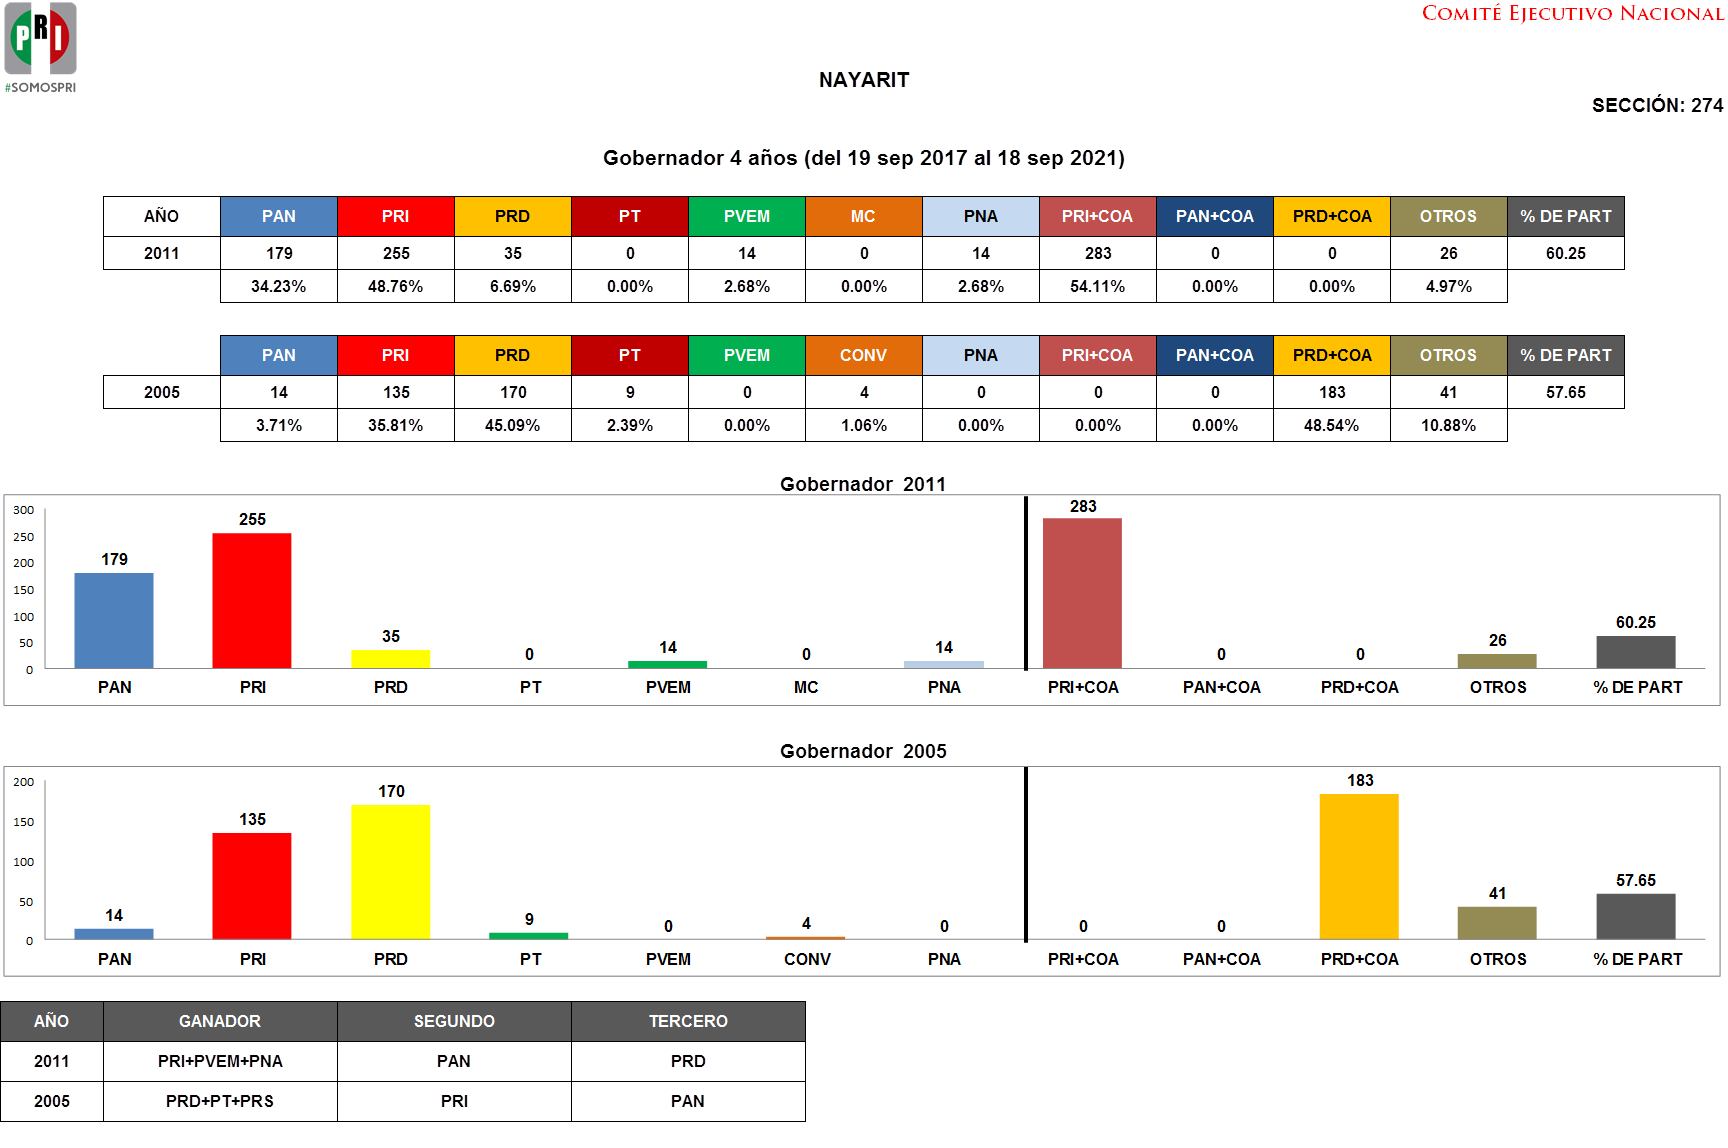 PRI
#SOMOSPRI
COMITÉ EJECUTIVO NACIONAL
NAYARIT
SECCIÓN: 274
Gobernador 4 años (del 19 sep 2017 al 18 sep 2021)
AÑO PAN PRI PRD PT PVEM MC PNA PRI+COA PAN+COA PRD+COA OTROS % DE PART
2011 179 255 35 0 14 0 14 283 0 0 26 60.25
34.23% 48.76% 6.69% 0.00% 2.68% 0.00% 2.68% 54.11% 0.00% 0.00% 4.97%
PAN PRI PRD PT PVEM CONV PNA PRI+COA PAN+COA PRD+COA OTROS % DE PART
2005 14 135 170 9 0 4 0 0 0 183 41 57.65
3.71% 35.81% 45.09% 2.39% 0.00% 1.06% 0.00% 0.00% 0.00% 48.54% 10.88%
Gobernador 2011
300
250
200
150
100
50
0
179 255 35 0 14 0 14 283 0 0 26 60.25
PAN PRI PRD PT PVEM MC PNA PRI+COA PAN+COA PRD+COA OTROS % DE PART
Gobernador 2005
200
150
100
50
0
14 135 170 9 0 4 0 0 0 183 41 57.65
PAN PRI PRD PT PVEM CONV PNA PRI+COA PAN+COA PRD+COA OTROS % DE PART
AÑO GANADOR SEGUNDO TERCERO
2011 PRI+PVEM+PNA PAN PRD
2005 PRD+PT+PRS PRI PAN